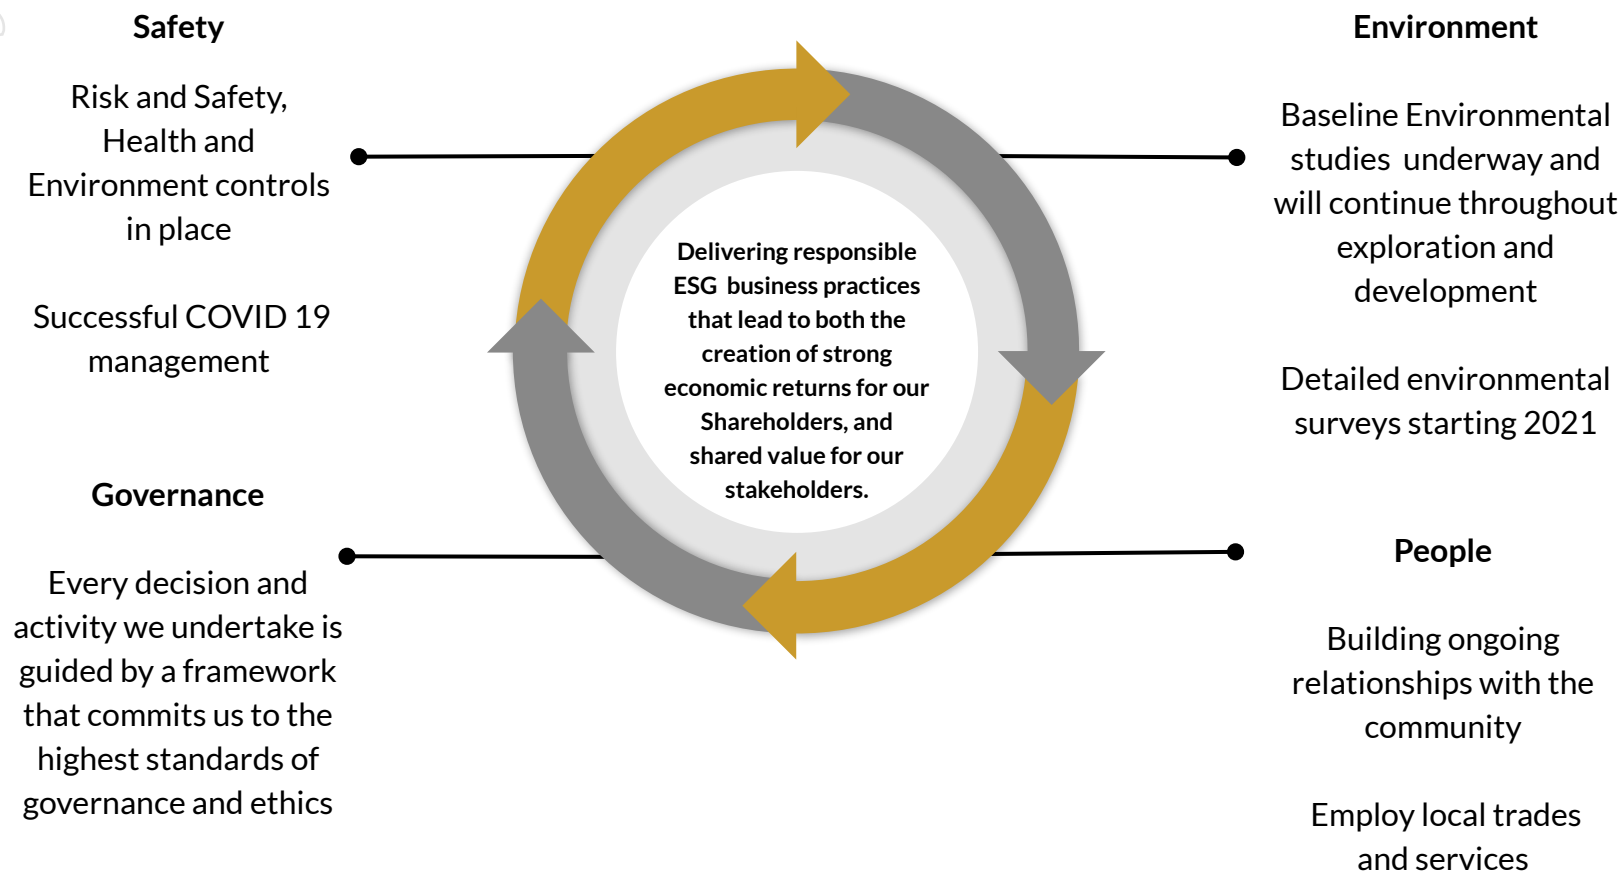 Safety
Risk and Safety,
Health and
Environment controls
in place
Successful COVID 19
management
Governance
Every decision and
activity we undertake is
guided by a framework
that commits us to the
highest standards of
governance and ethics
Delivering responsible
ESG  business practices
that lead to both the
creation of strong
economic returns for our
Shareholders, and
shared value for our
stakeholders.
Environment
Baseline Environmental
studies  underway and
will continue throughout
exploration and
development
Detailed environmental
surveys starting 2021
People
Building ongoing
relationships with the
community
Employ local trades
and services